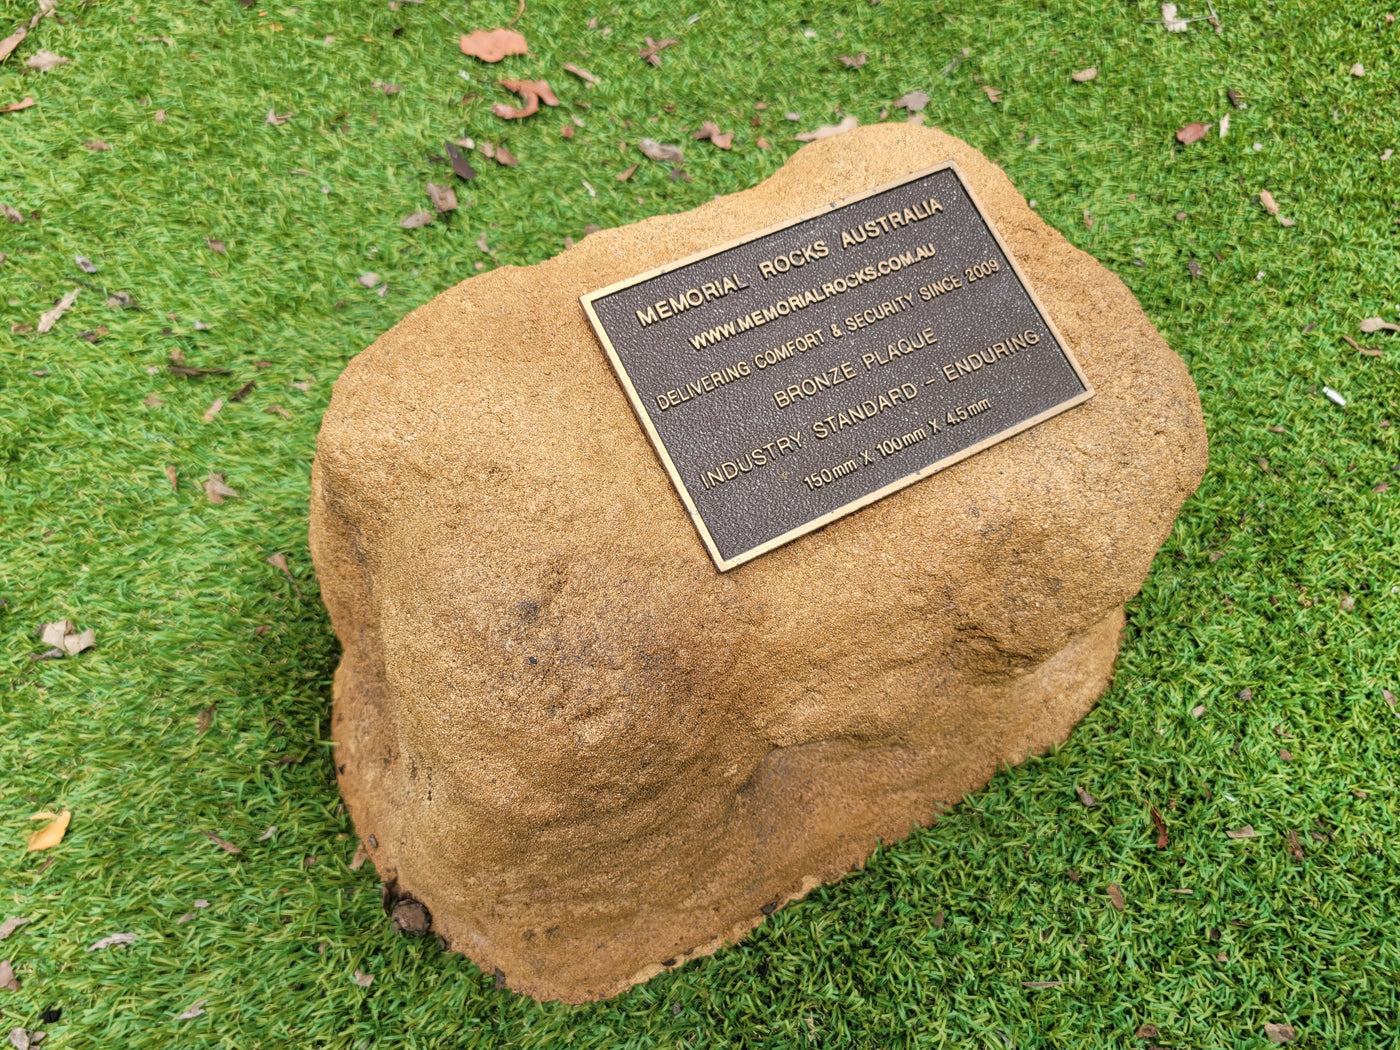 MEMORIAL ROCKS AUSTRALIA
WWW.MEMORIALROCKS.COM.AU
DELIVERING COMFORT & SECURITY SINCE 2009
BRONZE PLAQUE
INDUSTRY STANDARD - ENDURING
150mm X 100mm X 4.5mm